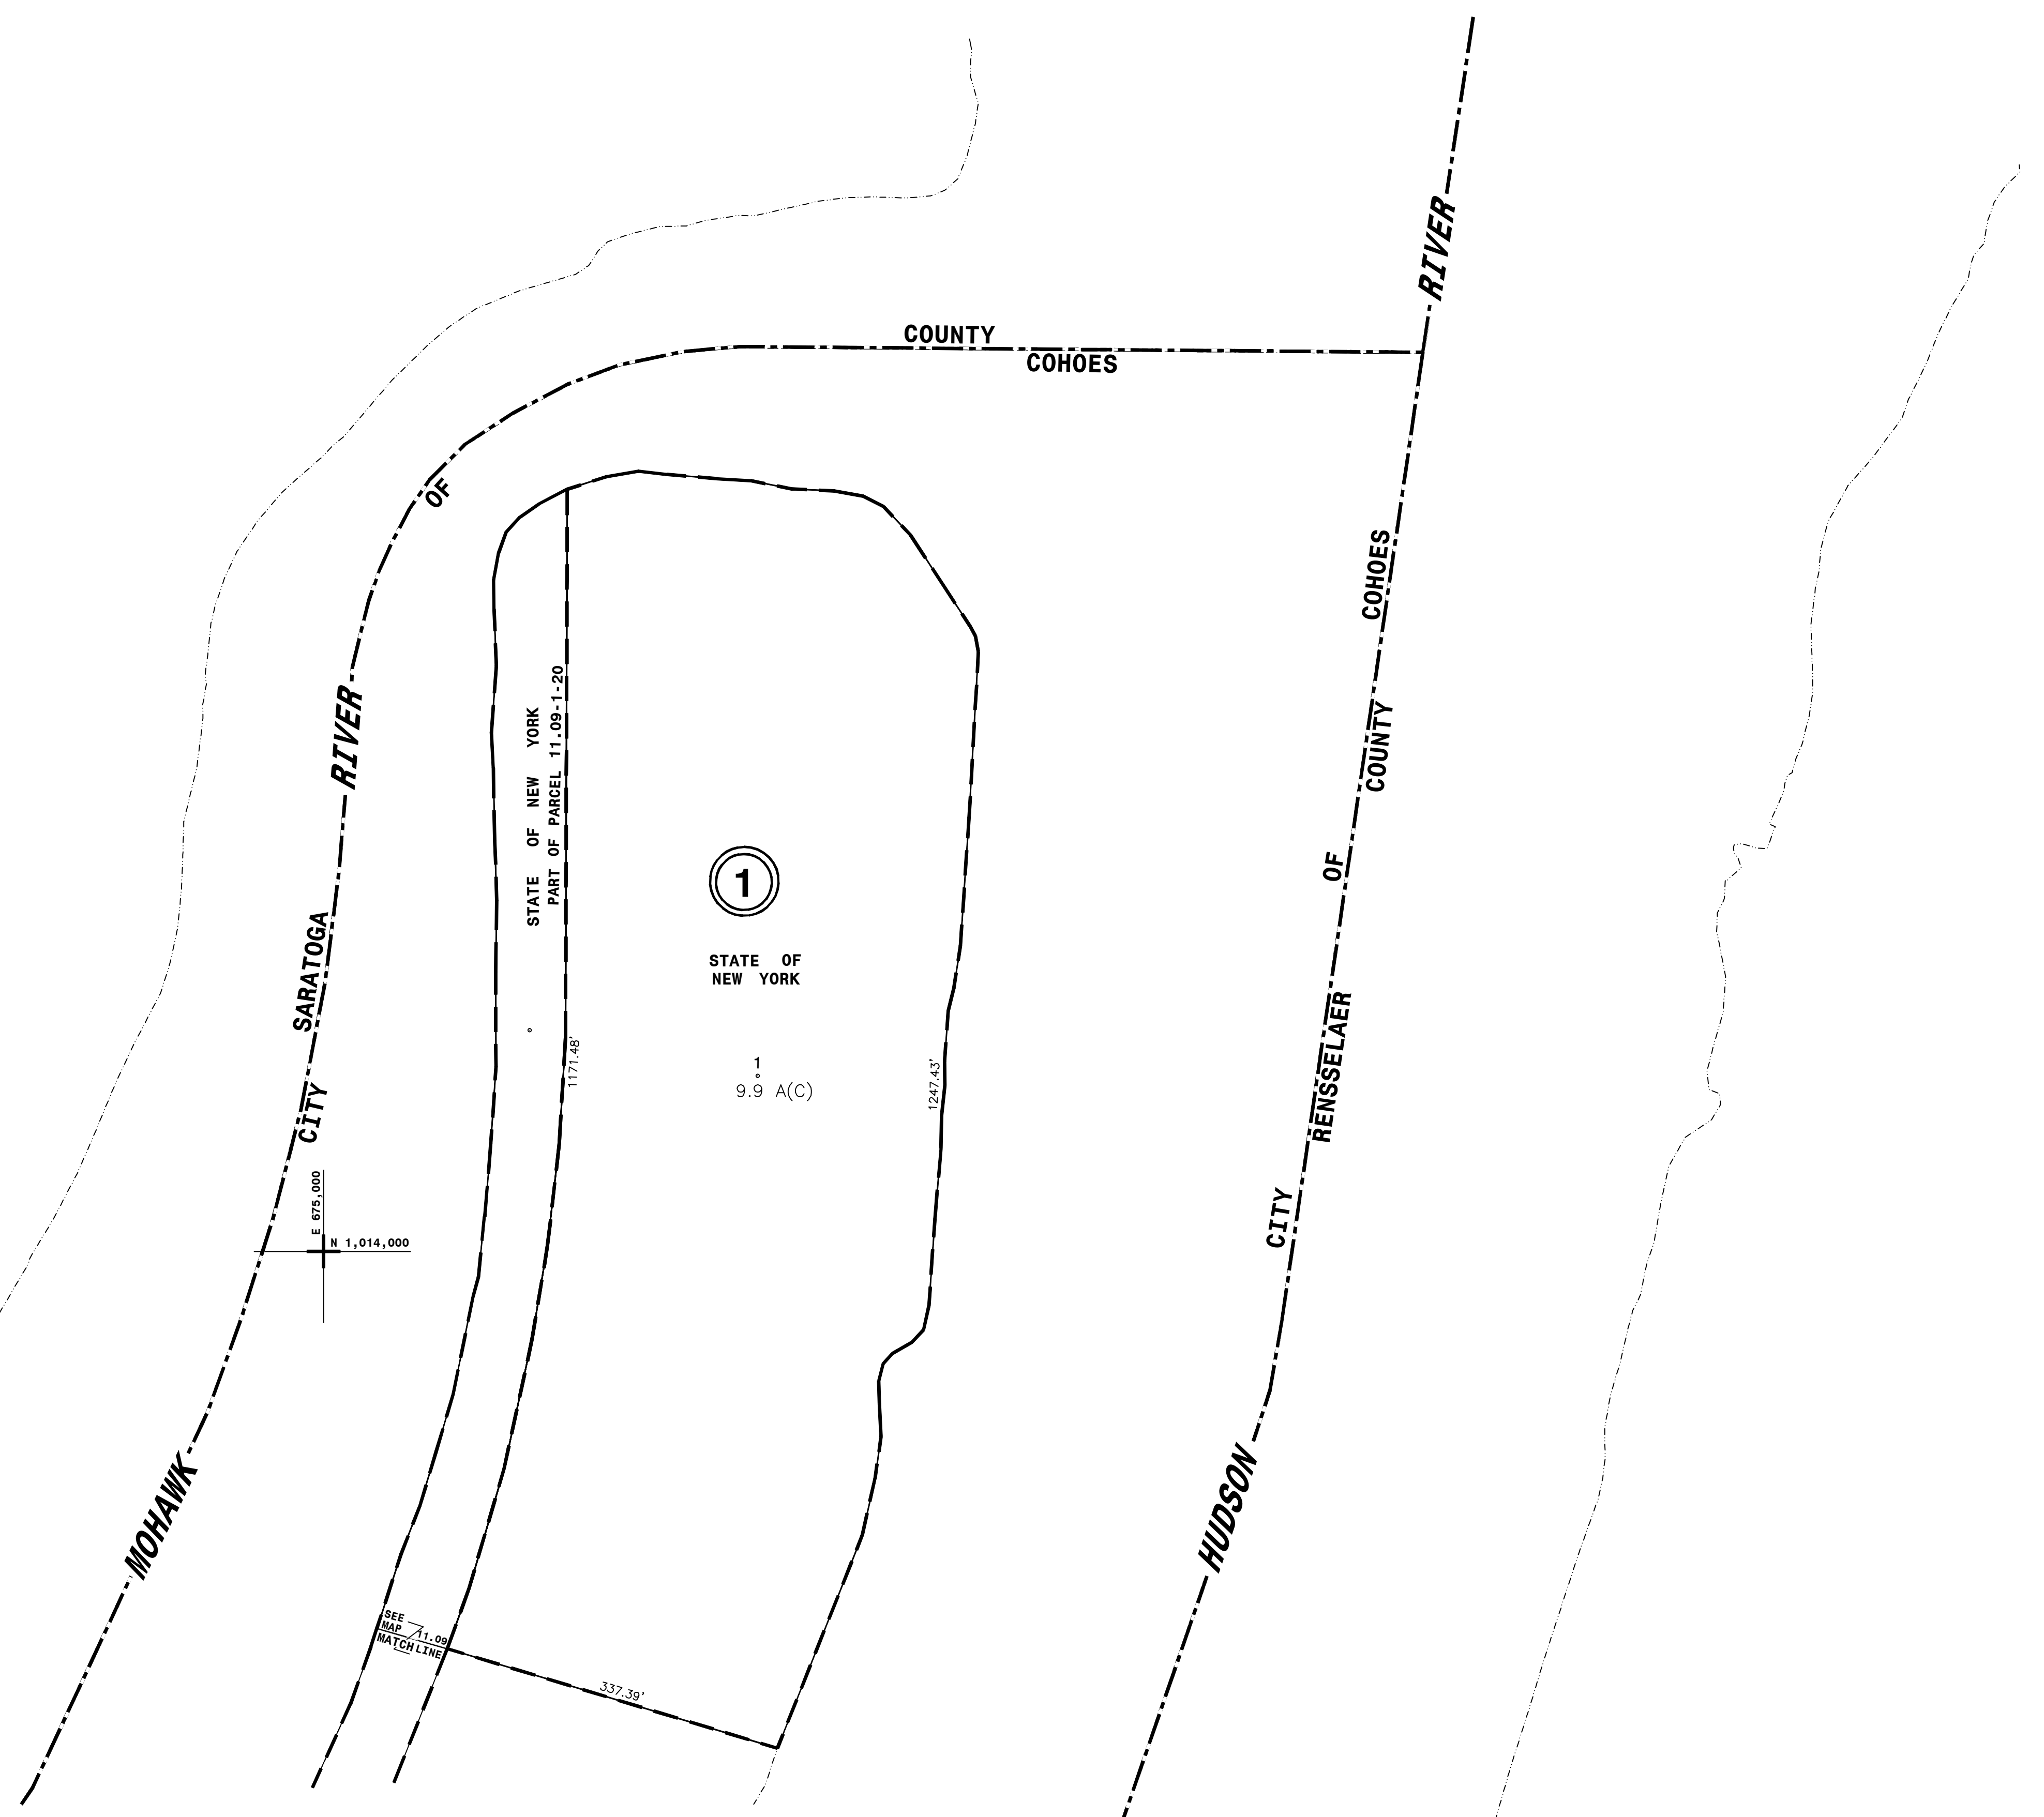 RIVER
COUNTY
COHOES
OF
COHOES
RIVER
STATE OF NEW YORK
PART OF PARCEL 11.09-1-20
COUNTY
1
OF
SARATOGA
STATE OF
NEW YORK
RENSSELAER
1171.48'
1
9.9 A(C)
1247.43'
CITY
E 675,000
N 1,014,000
CITY
MOHAWK
HUDSON
SEE
MAP 11.09
MATCHLINE
337.39'